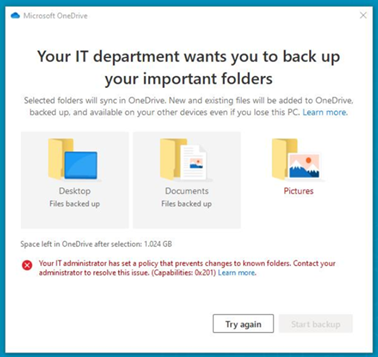 Microsoft OneDrive
Your IT department wants you to back up
your important folders
Selected folders will sync in OneDrive. New and existing files will be added to OneDrive,
backed up, and available on your other devices even if you lose this PC. Learn more.
Desktop
Files backed up
Documents
Files backed up
Pictures
Space left in OneDrive after selection: 1.024 GB
Your IT administrator has set a policy that prevents changes to known folders. Contact your
administrator to resolve this issue. (Capabilities: 0x201) Learn more.
Try again
Start backup